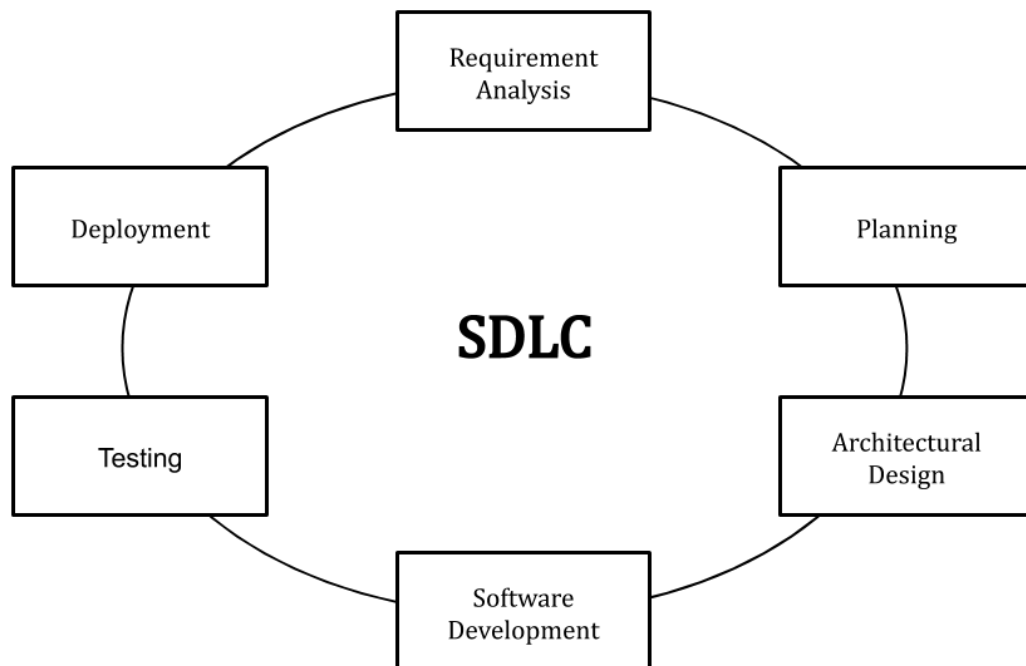 Requirement
Analysis
Deployment
Planning
SDLC
Testing
Architectural
Design
Software
Development